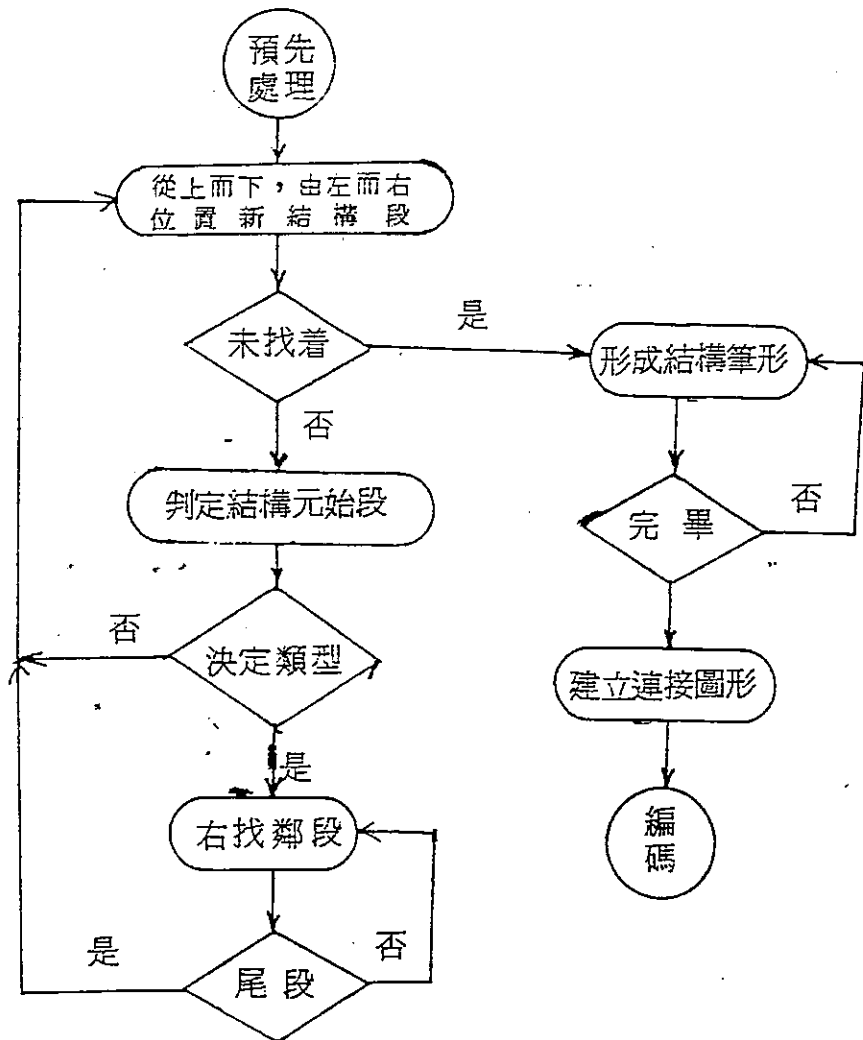 預先
處理
從上而下，由左而右
位置新結構段
未找着
是
否
形成結構筆形
判定結構元始段
完畢
否
否
決定類型
建立連接圖形
是
右找鄰段
編
碼
是
否
尾段